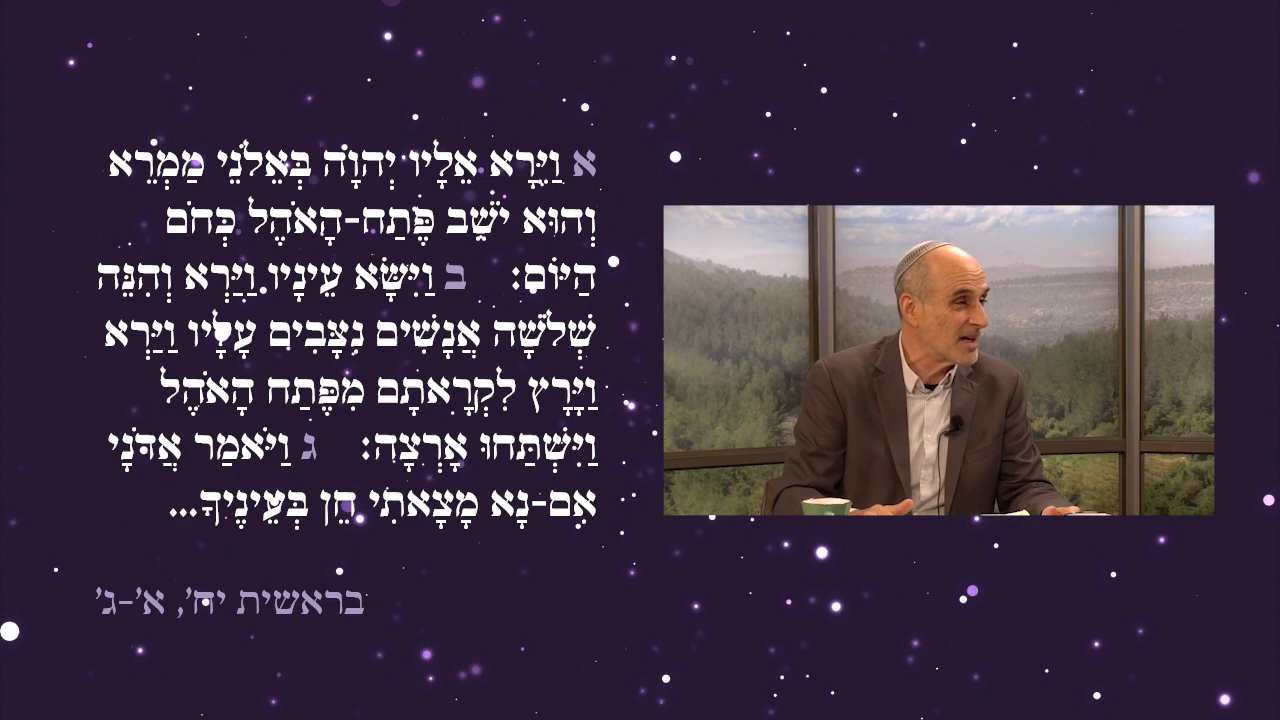 א וַיֵּרָא אֵלָיו יְהוָה בְּאֵלֹנֵי מַמְרֵא
וְהוּא יֹשֵׁב פֶּתַח-הָאֹהֶל כְּחֹם
הַיּוֹם: ב וַיִּשָּׂא עֵינָיו וַיַּרְא וְהִנֵּה
שְׁלֹשָׁה אֲנָשִׁים נִצָּבִים עָלָיו וַיַּרְא
וַיָּרָץ לִקְרָאתָם מִפֶּתַח הָאֹהֶל
וַיִּשְׁתַּחוּ אָרְצָה: ג וַיֹּאמַר אֲדֹנָי
אִם-נָא מָצָאתִי חֵן בְּעֵינֶיךָ...
בראשית יח', א'-ג'